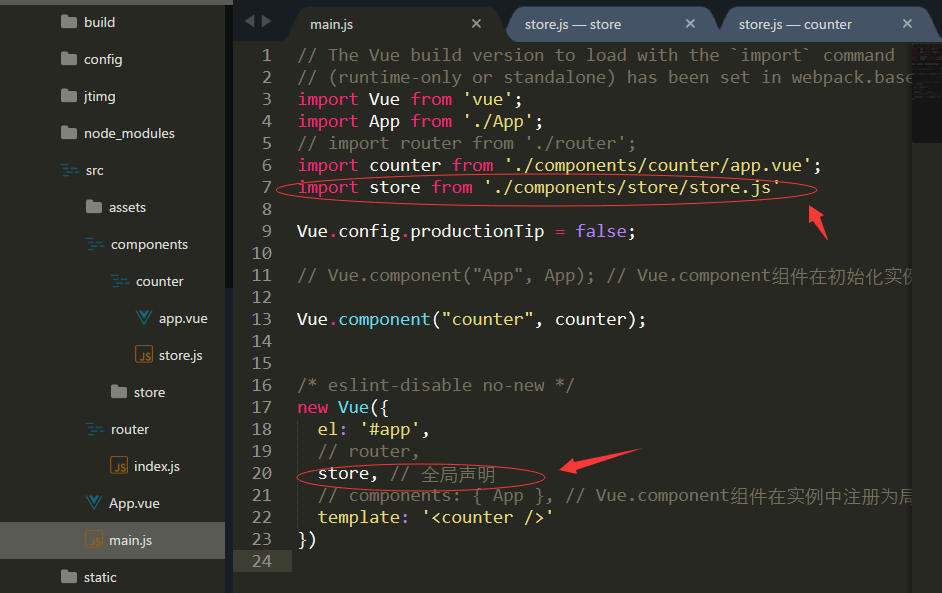 build
config
jtimg
node_modules
src
assets
components
counter
app.vue
JS store.js
store
router
JS index.js
App.vue
JS main.js
static
main.js × store.js — store × store.js — counter ×
1 // The Vue build version to load with the `import` command
2 // (runtime-only or standalone) has been set in webpack.base
3 import Vue from 'vue';
4 import App from './App';
5 // import router from './router';
6 import counter from './components/counter/app.vue';
7 import store from './components/store/store.js'
8
9 Vue.config.productionTip = false;
10
11 // Vue.component("App", App); // Vue.component组件在初始化实例
12
13 Vue.component("counter", counter);
14
15
16 /* eslint-disable no-new */
17 new Vue({
18 el: '#app',
19 // router,
20 store, // 全局声明
21 // components: { App }, // Vue.component组件在实例中注册为局
22 template: '<counter />'
23 })
24